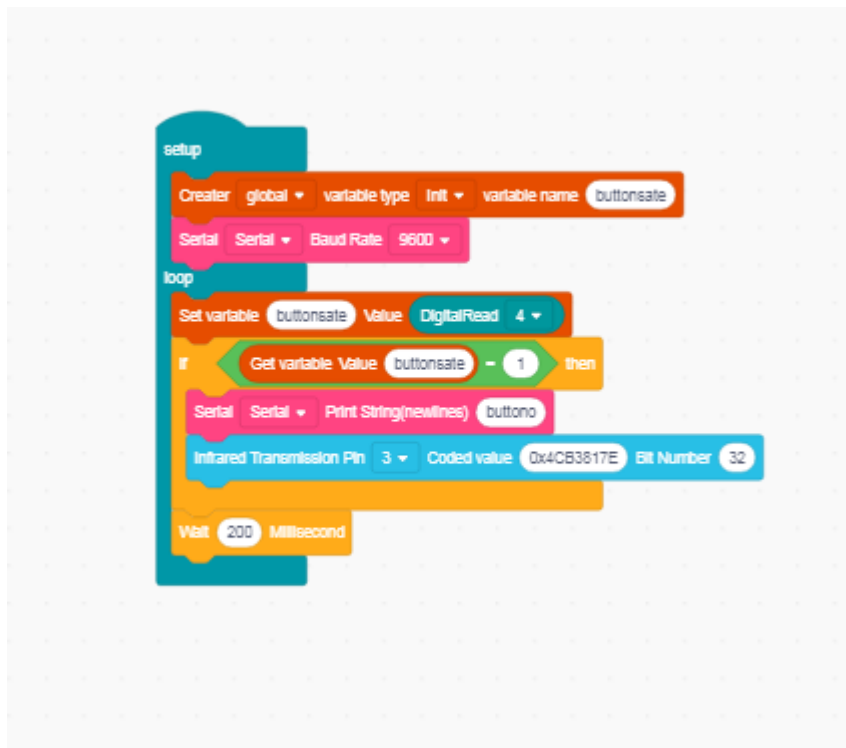 setup
Creater global variable type Init variable name buttonsate
Serial Serial Baud Rate 9600
loop
Set variable buttonsate Value DigitalRead 4
If Get variable Value buttonsate = 1 then
Serial Serial Print String(newlines) buttono
Infrared Transmission Pin 3 Coded value 0x4CB3817E Bit Number 32
Wait 200 Millisecond